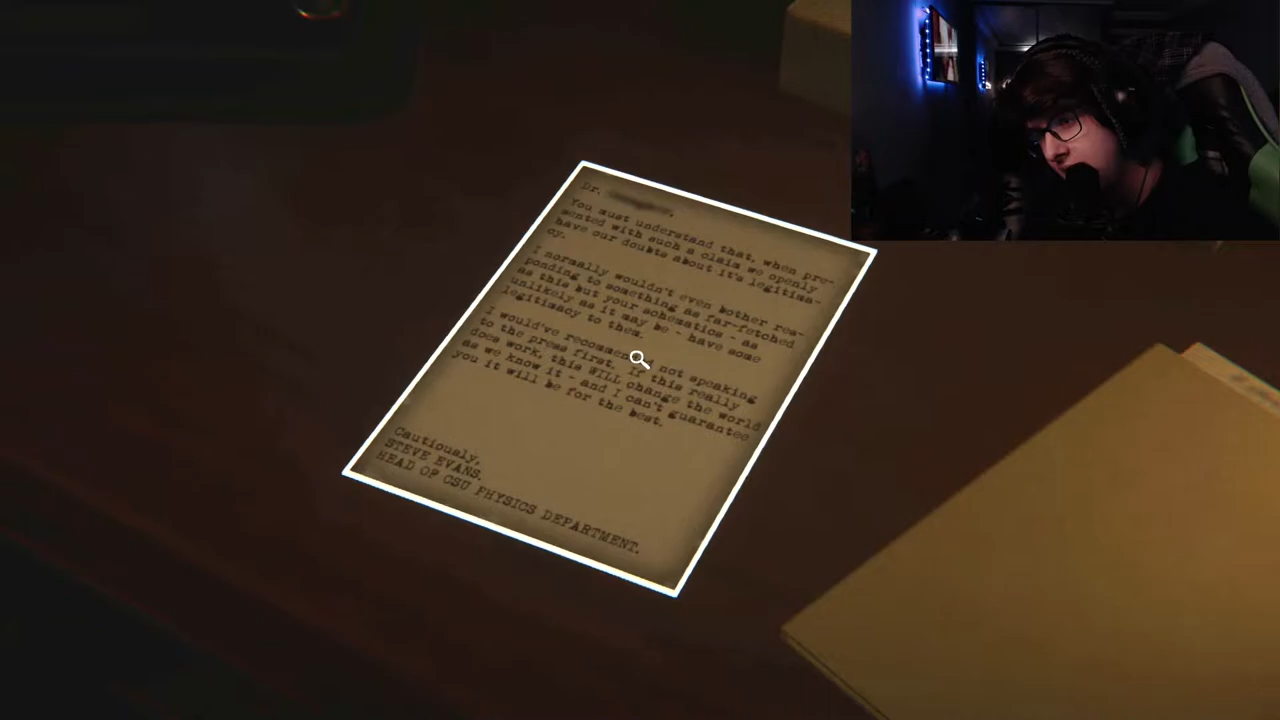 Dr.
You must understand that, when pre-
sented with such a claim we openly
have our doubts about it's legitima-
cy.
I normally wouldn't even bother res-
ponding to something as far-fetched
as this but your schematics - as
unlikely as it may be - have some
legitimacy to them.
I would've recommended not speaking
to the press first. If this really
does work, this WILL change the world
as we know it - and I can't guarantee
you it will be for the best.
Cautiously,
STEVE EVANS.
HEAD OF CSU PHYSICS DEPARTMENT.